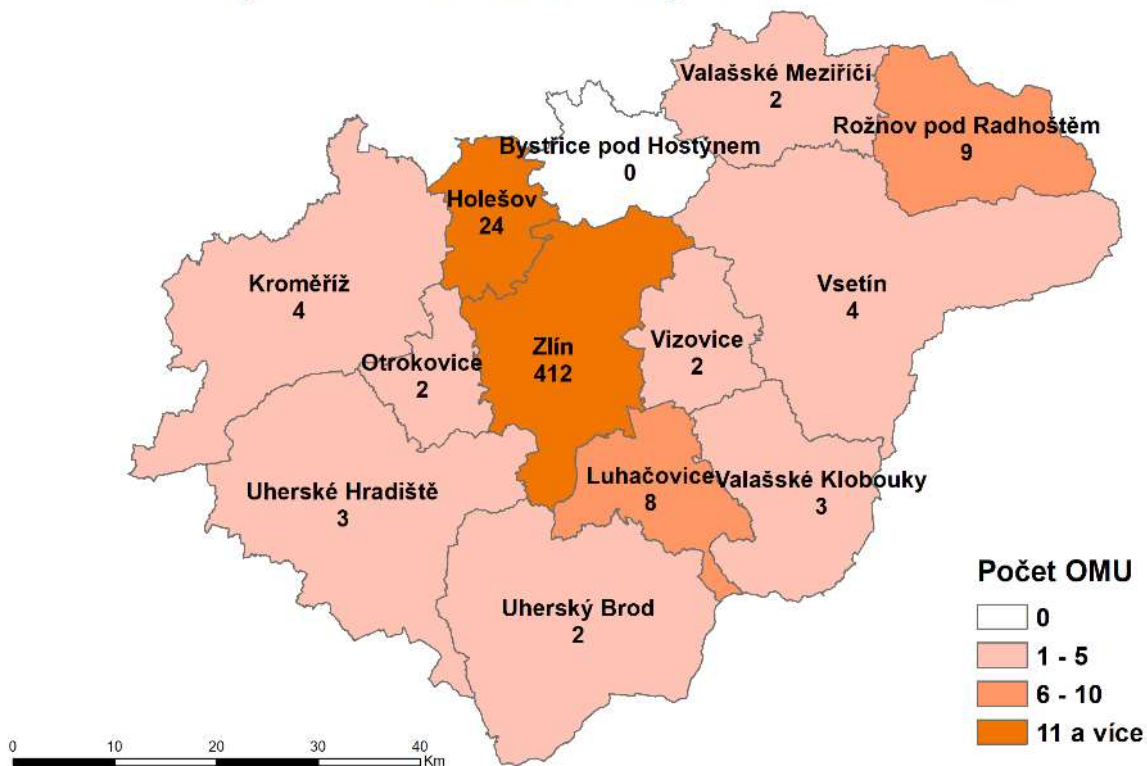 Valašské Meziříčí
2
Rožnov pod Radhoštěm
9
Bystřice pod Hostýnem
0
Holešov
24
Kroměříž
4
Vsetín
4
Otrokovice
2
Zlín
412
Vizovice
2
Uherské Hradiště
3
Luhačovice
8
Valašské Klobouky
3
Uherský Brod
2
Počet OMU
0
1 - 5
6 - 10
11 a více
0 10 20 30 40
Km